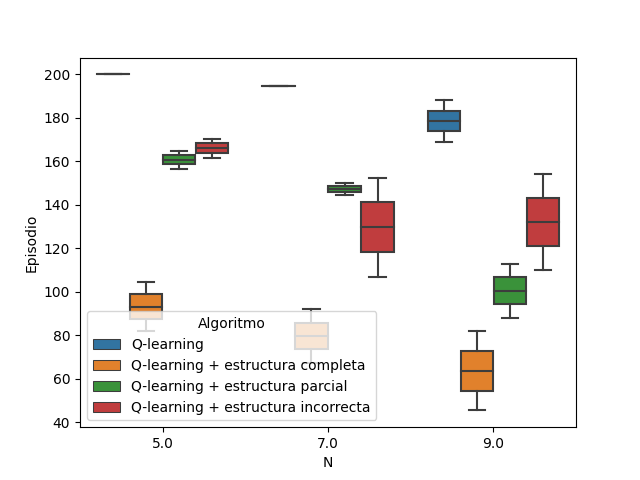 200
180
160
140
120
100
80
60
40
Episodio
Algoritmo
Q-learning
Q-learning + estructura completa
Q-learning + estructura parcial
Q-learning + estructura incorrecta
5.0 7.0 9.0
N